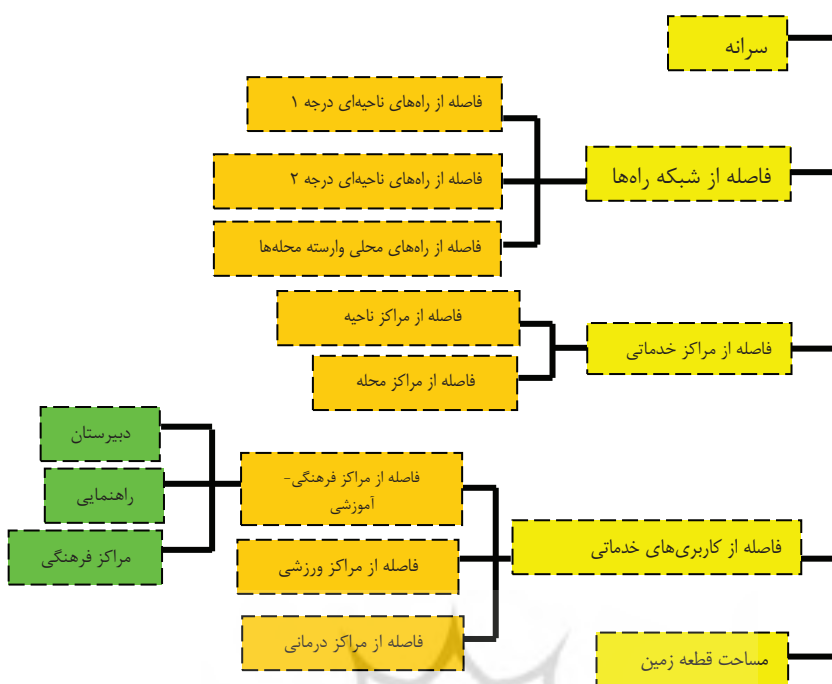 سرانه
فاصله از شبکه راه‌ها
فاصله از راه‌های ناحیه‌ای درجه ۱
فاصله از راه‌های ناحیه‌ای درجه ۲
فاصله از راه‌های محلی وارسته محله‌ها
فاصله از مراکز خدماتی
فاصله از مراکز ناحیه
فاصله از مراکز محله
فاصله از کاربری‌های خدماتی
فاصله از مراکز فرهنگی-
آموزشی
دبیرستان
راهنمایی
مراکز فرهنگی
فاصله از مراکز ورزشی
فاصله از مراکز درمانی
مساحت قطعه زمین